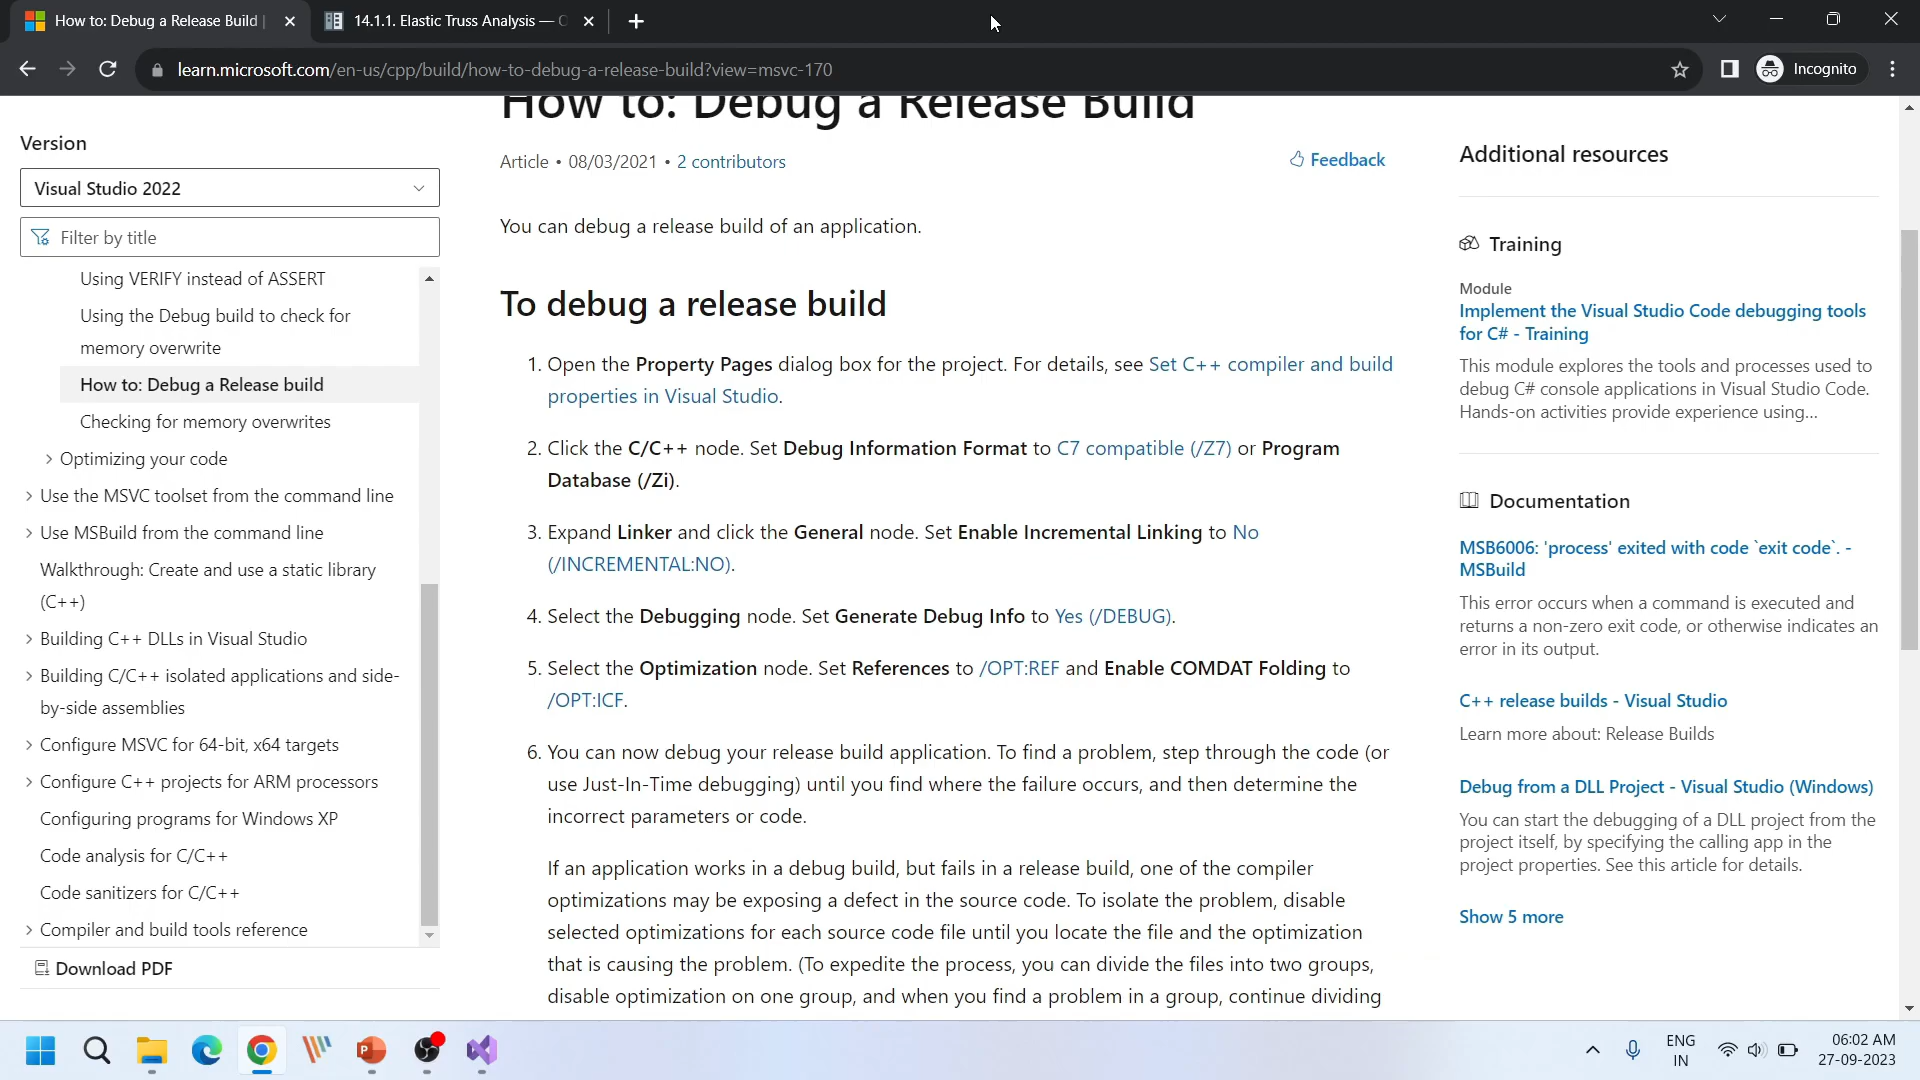 How to: Debug a Release Build |
14.1.1. Elastic Truss Analysis —
learn.microsoft.com/en-us/cpp/build/how-to-debug-a-release-build?view=msvc-170
Incognito
How to: Debug a Release Build
Article • 08/03/2021 • 2 contributors
Feedback
Version
Visual Studio 2022
Filter by title
Using VERIFY instead of ASSERT
Using the Debug build to check for
memory overwrite
How to: Debug a Release build
Checking for memory overwrites
Optimizing your code
Use the MSVC toolset from the command line
Use MSBuild from the command line
Walkthrough: Create and use a static library
(C++)
Building C++ DLLs in Visual Studio
Building C/C++ isolated applications and side-
by-side assemblies
Configure MSVC for 64-bit, x64 targets
Configure C++ projects for ARM processors
Configuring programs for Windows XP
Code analysis for C/C++
Code sanitizers for C/C++
Compiler and build tools reference
Download PDF
You can debug a release build of an application.
To debug a release build
1. Open the Property Pages dialog box for the project. For details, see Set C++ compiler and build
properties in Visual Studio.
2. Click the C/C++ node. Set Debug Information Format to C7 compatible (/Z7) or Program
Database (/Zi).
3. Expand Linker and click the General node. Set Enable Incremental Linking to No
(/INCREMENTAL:NO).
4. Select the Debugging node. Set Generate Debug Info to Yes (/DEBUG).
5. Select the Optimization node. Set References to /OPT:REF and Enable COMDAT Folding to
/OPT:ICF.
6. You can now debug your release build application. To find a problem, step through the code (or
use Just-In-Time debugging) until you find where the failure occurs, and then determine the
incorrect parameters or code.
If an application works in a debug build, but fails in a release build, one of the compiler
optimizations may be exposing a defect in the source code. To isolate the problem, disable
selected optimizations for each source code file until you locate the file and the optimization
that is causing the problem. (To expedite the process, you can divide the files into two groups,
disable optimization on one group, and when you find a problem in a group, continue dividing
Additional resources
Training
Module
Implement the Visual Studio Code debugging tools
for C# - Training
This module explores the tools and processes used to
debug C# console applications in Visual Studio Code.
Hands-on activities provide experience using...
Documentation
MSB6006: 'process' exited with code `exit code`. -
MSBuild
This error occurs when a command is executed and
returns a non-zero exit code, or otherwise indicates an
error in its output.
C++ release builds - Visual Studio
Learn more about: Release Builds
Debug from a DLL Project - Visual Studio (Windows)
You can start the debugging of a DLL project from the
project itself, by specifying the calling app in the
project properties. See this article for details.
Show 5 more
ENG
IN
06:02 AM
27-09-2023